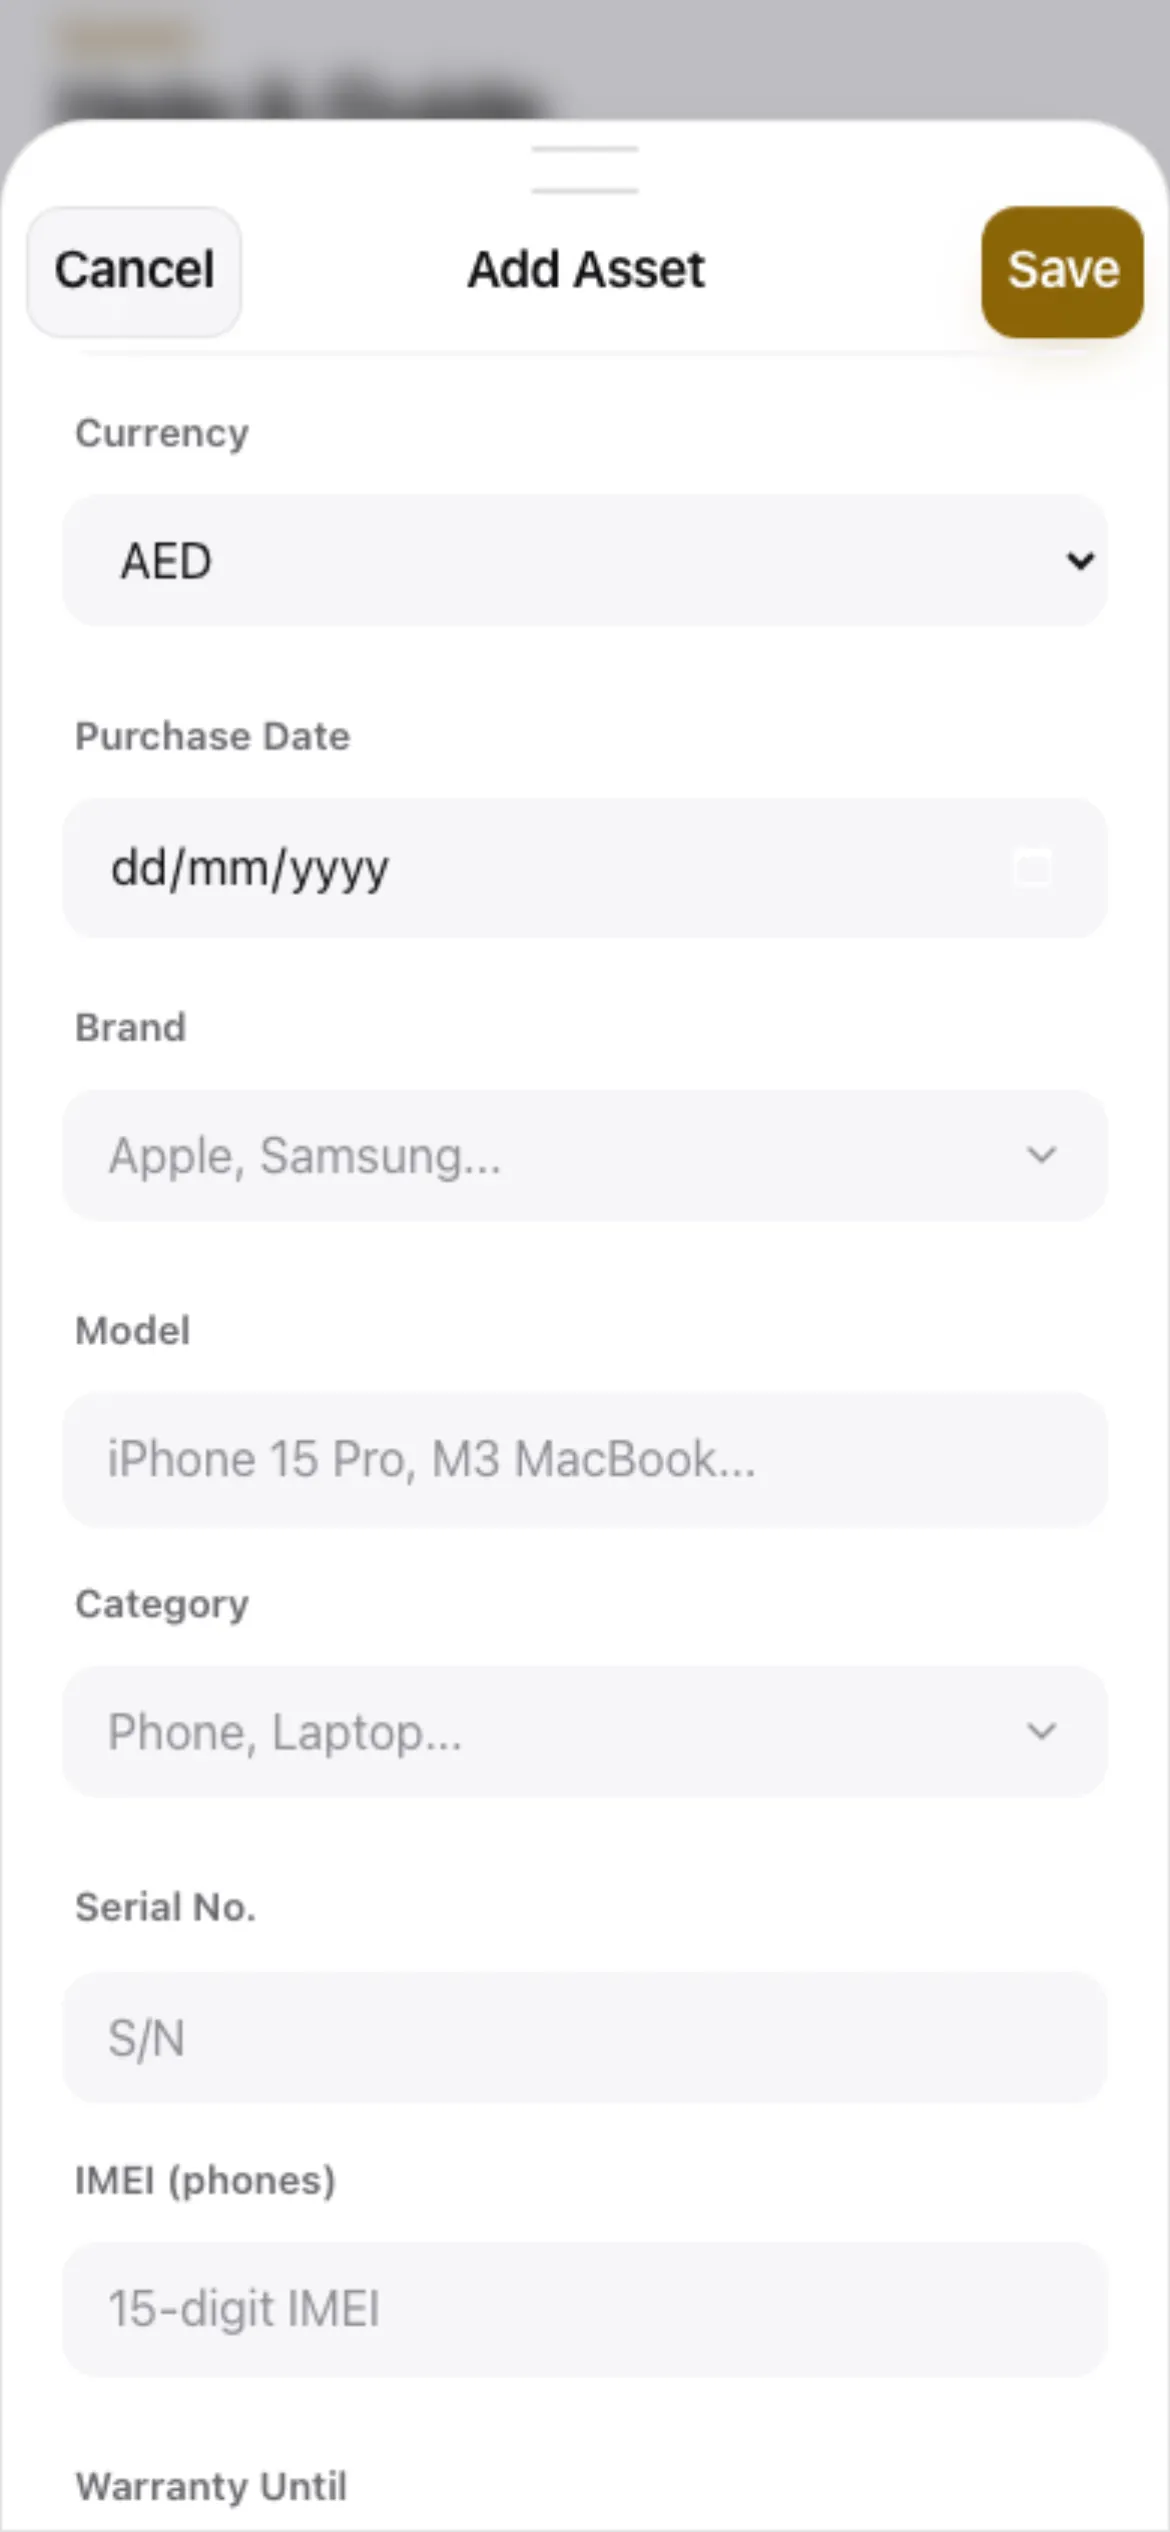 Cancel
Add Asset
Save
Currency
AED
Purchase Date
dd/mm/yyyy
Brand
Apple, Samsung...
Model
iPhone 15 Pro, M3 MacBook...
Category
Phone, Laptop...
Serial No.
S/N
IMEI (phones)
15-digit IMEI
Warranty Until